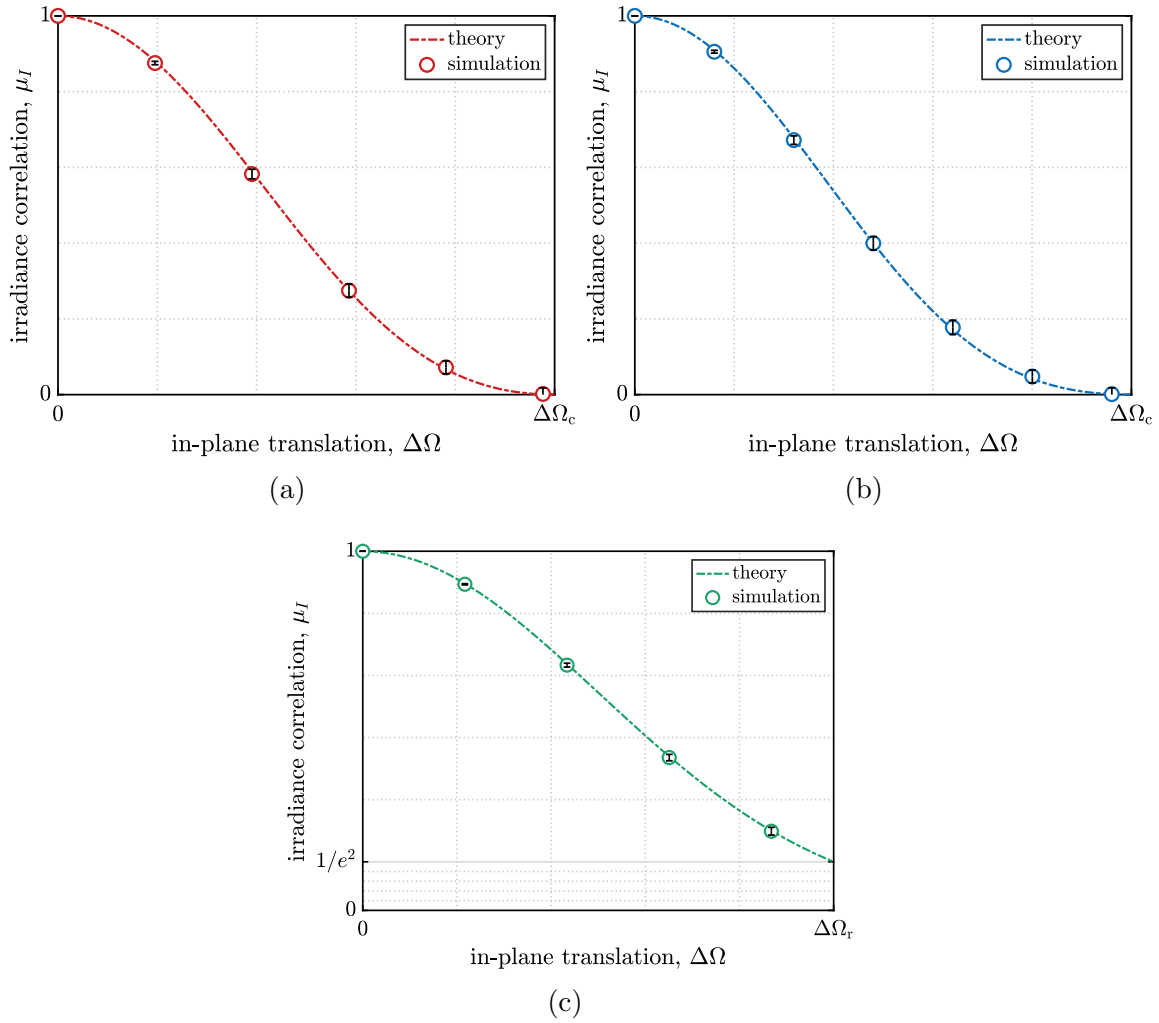 1
theory
simulation
irradiance correlation, μ_I
0
0
ΔΩ_c
in-plane translation, ΔΩ
(a)
1
theory
simulation
irradiance correlation, μ_I
0
0
ΔΩ_c
in-plane translation, ΔΩ
(b)
1
theory
simulation
irradiance correlation, μ_I
1/e²
0
0
ΔΩ_r
in-plane translation, ΔΩ
(c)